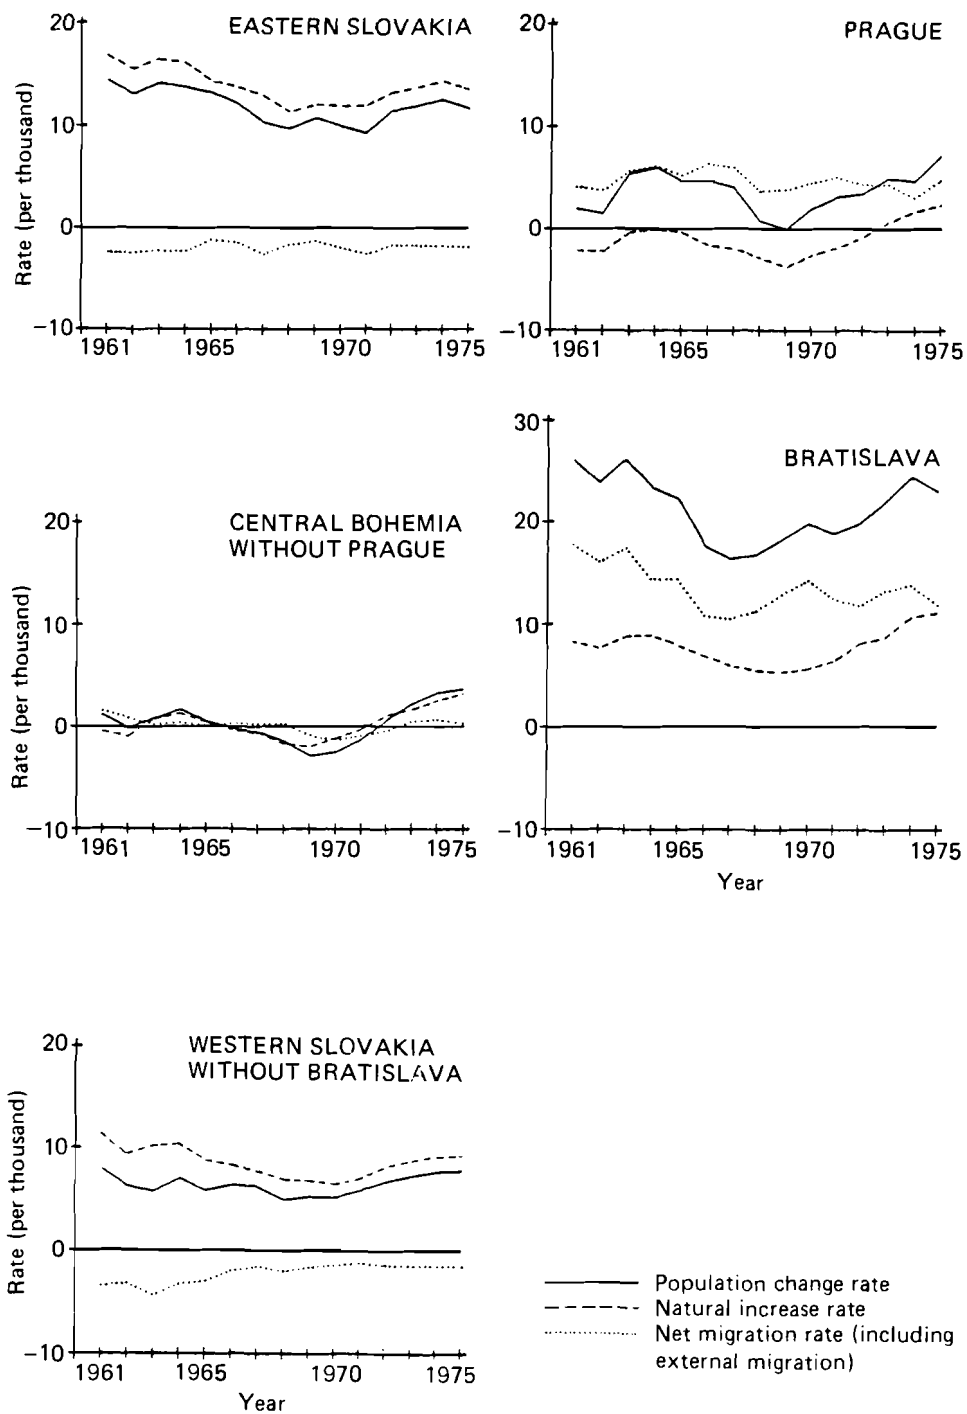 EASTERN SLOVAKIA
Rate (per thousand)
20
10
0
−10
1961 1965 1970 1975
PRAGUE
20
10
0
−10
1961 1965 1970 1975
CENTRAL BOHEMIA
WITHOUT PRAGUE
Rate (per thousand)
20
10
0
−10
1961 1965 1970 1975
BRATISLAVA
30
20
10
0
−10
1961 1965 1970 1975
Year
WESTERN SLOVAKIA
WITHOUT BRATISLAVA
Rate (per thousand)
20
10
0
−10
1961 1965 1970 1975
Year
Population change rate
Natural increase rate
Net migration rate (including
external migration)